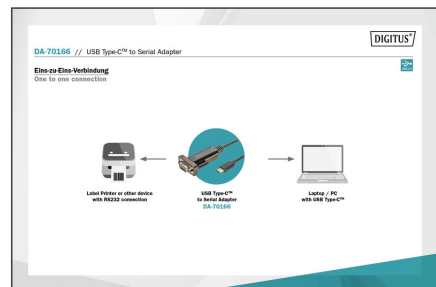 DIGITUS®
DA-70166 // USB Type-C™ to Serial Adapter
Eins-zu-Eins-Verbindung
One to one connection
Label Printer or other device
with RS232 connection
USB Type-C™
to Serial Adapter
DA-70166
Laptop / PC
with USB Type-C™